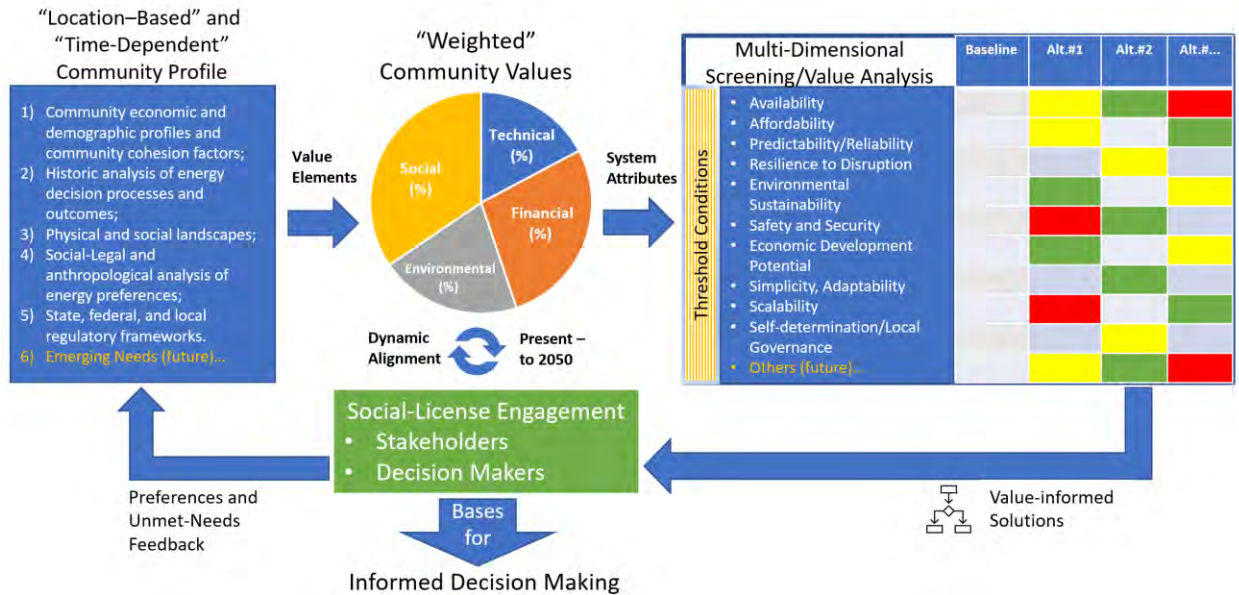 “Location–Based” and
“Time-Dependent”
Community Profile
1) Community economic and
demographic profiles and
community cohesion factors;
2) Historic analysis of energy
decision processes and
outcomes;
3) Physical and social landscapes;
4) Social-Legal and
anthropological analysis of
energy preferences;
5) State, federal, and local
regulatory frameworks.
6) Emerging Needs (future)...
Value
Elements
“Weighted”
Community Values
Technical
(%)
Social
(%)
Financial
(%)
Environmental
(%)
Dynamic
Alignment
Present –
to 2050
System
Attributes
Multi-Dimensional
Screening/Value Analysis
Baseline
Alt.#1
Alt.#2
Alt.#...
Threshold Conditions
• Availability
• Affordability
• Predictability/Reliability
• Resilience to Disruption
• Environmental
Sustainability
• Safety and Security
• Economic Development
Potential
• Simplicity, Adaptability
• Scalability
• Self-determination/Local
Governance
• Others (future)...
Social-License Engagement
• Stakeholders
• Decision Makers
Preferences and
Unmet-Needs
Feedback
Value-informed
Solutions
Bases
for
Informed Decision Making